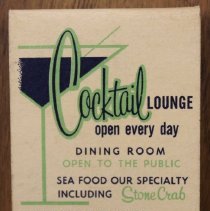 Cocktail LOUNGE
open every day
DINING ROOM
OPEN TO THE PUBLIC
SEA FOOD OUR SPECIALTY
INCLUDING Stone Crab